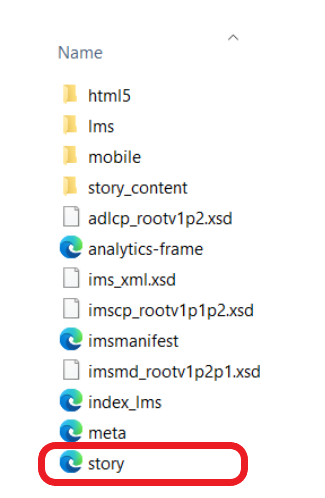 Name
html5
lms
mobile
story_content
adlcp_rootv1p2.xsd
analytics-frame
ims_xml.xsd
imscp_rootv1p1p2.xsd
imsmanifest
imsmd_rootv1p2p1.xsd
index_lms
meta
story